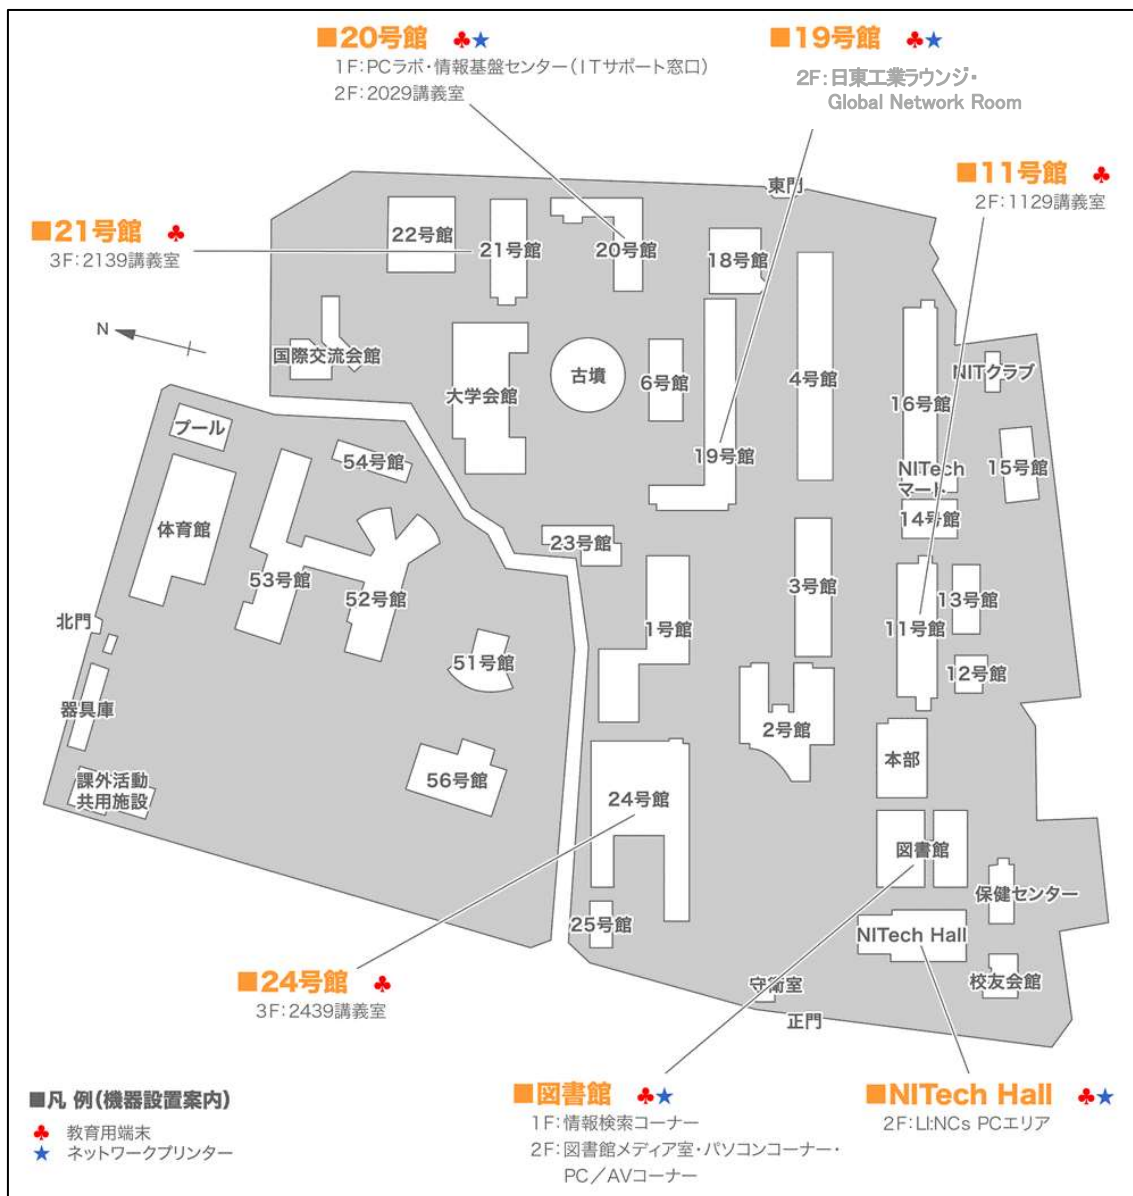 ■20号館 ♣★
1F:PCラボ・情報基盤センター(ITサポート窓口)
2F:2029講義室
■19号館 ♣★
2F:日東工業ラウンジ・
Global Network Room
■11号館 ♣
2F:1129講義室
■21号館 ♣
3F:2139講義室
東門
22号館
21号館
20号館
18号館
N
国際交流会館
大学会館
古墳
6号館
4号館
16号館
NITクラブ
プール
54号館
19号館
NITech
マート
15号館
体育館
14号館
23号館
53号館
52号館
3号館
13号館
北門
1号館
11号館
51号館
12号館
器具庫
2号館
本部
課外活動
共用施設
56号館
24号館
図書館
保健センター
25号館
NITech Hall
守衛室
校友会館
正門
■24号館 ♣
3F:2439講義室
■図書館 ♣★
1F:情報検索コーナー
2F:図書館メディア室・パソコンコーナー・
PC/AVコーナー
■NITech Hall ♣★
2F:LI:NCs PCエリア
■凡 例(機器設置案内)
♣ 教育用端末
★ ネットワークプリンター